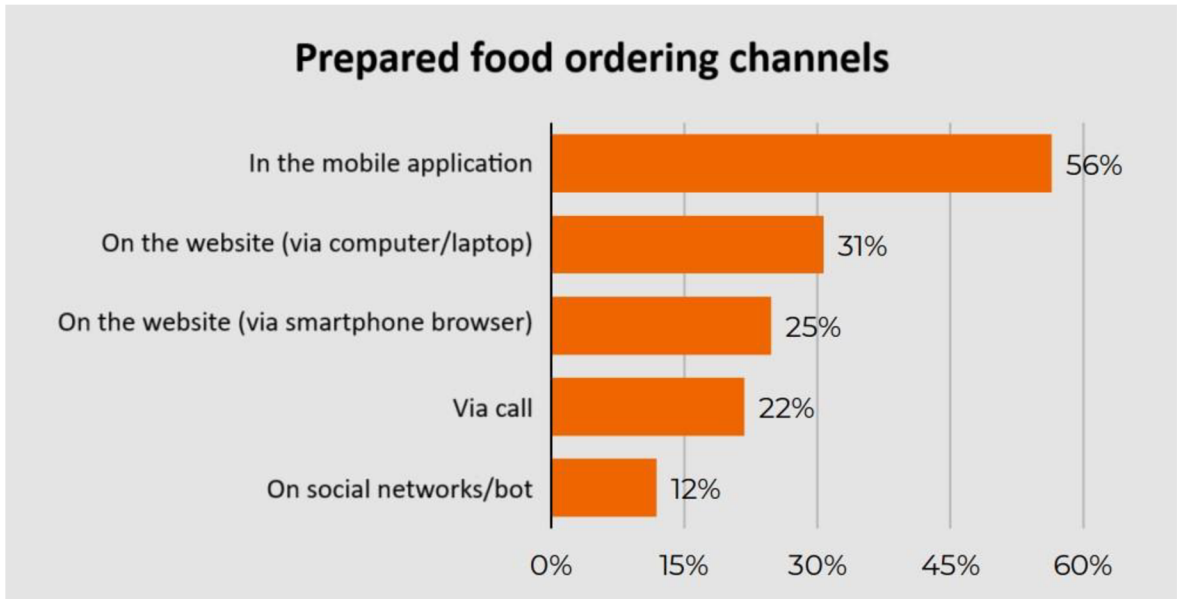 Prepared food ordering channels
In the mobile application
56%
On the website (via computer/laptop)
31%
On the website (via smartphone browser)
25%
Via call
22%
On social networks/bot
12%
0% 15% 30% 45% 60%